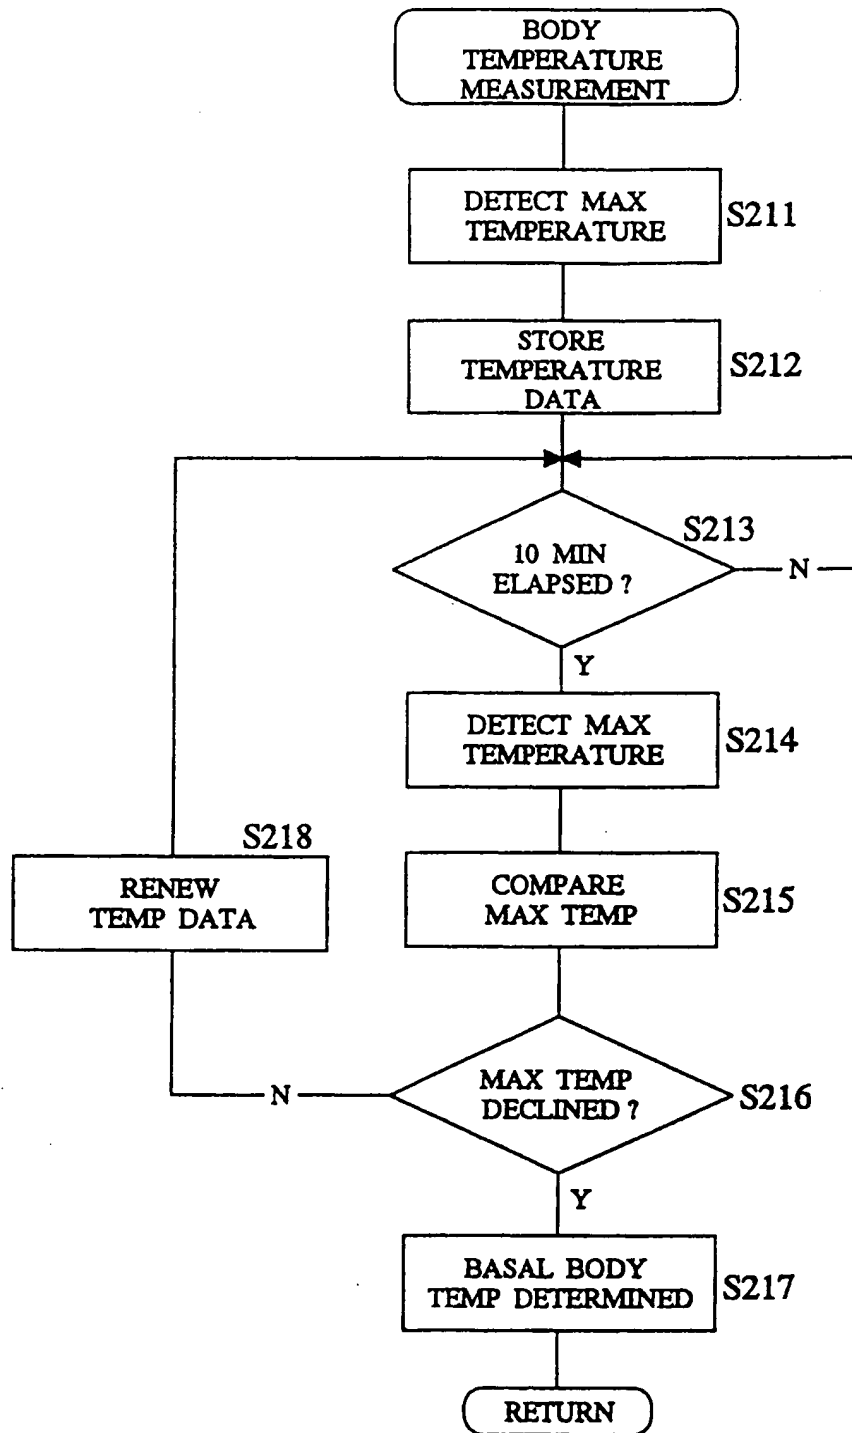 BODY
TEMPERATURE
MEASUREMENT
DETECT MAX
TEMPERATURE
S211
STORE
TEMPERATURE
DATA
S212
S213
10 MIN
ELAPSED ?
N
Y
DETECT MAX
TEMPERATURE
S214
S218
RENEW
TEMP DATA
COMPARE
MAX TEMP
S215
N
MAX TEMP
DECLINED ?
S216
Y
BASAL BODY
TEMP DETERMINED
S217
RETURN